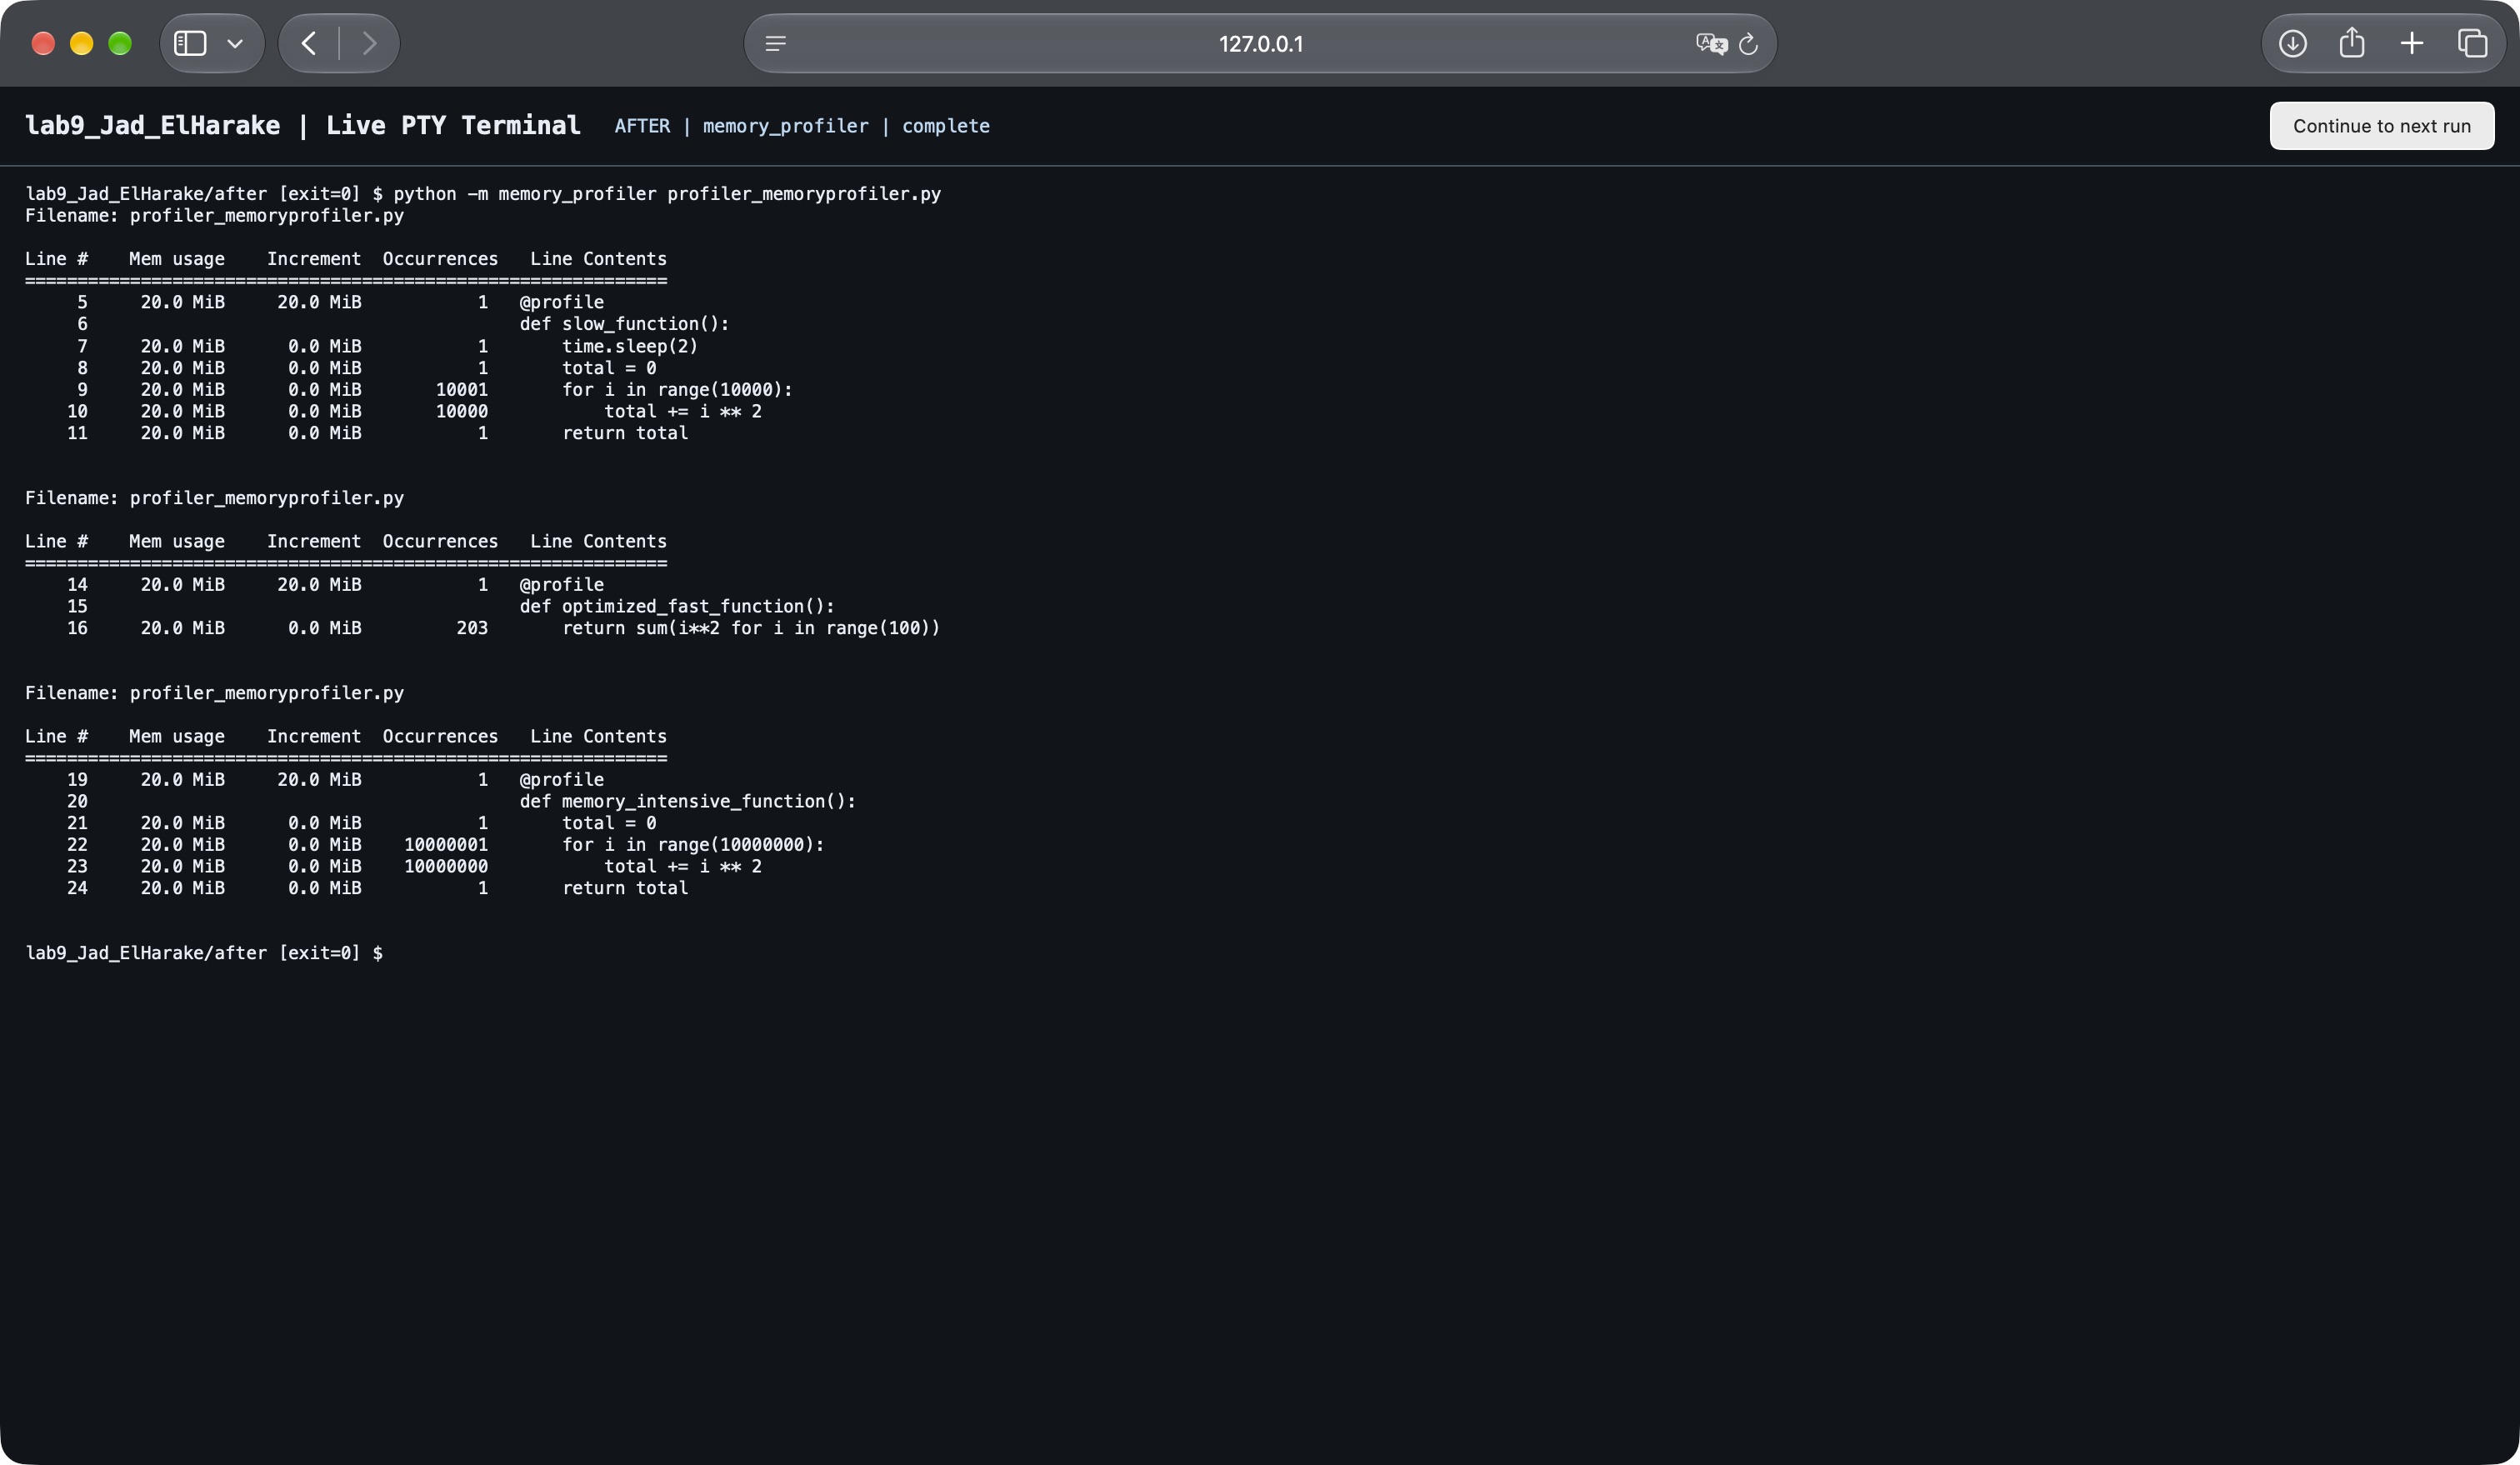 127.0.0.1
lab9_Jad_ElHarake | Live PTY Terminal AFTER | memory_profiler | complete Continue to next run
lab9_Jad_ElHarake/after [exit=0] $ python -m memory_profiler profiler_memoryprofiler.py
Filename: profiler_memoryprofiler.py
Line #    Mem usage    Increment  Occurrences   Line Contents
=============================================================
     5     20.0 MiB     20.0 MiB           1   @profile
     6                                         def slow_function():
     7     20.0 MiB      0.0 MiB           1       time.sleep(2)
     8     20.0 MiB      0.0 MiB           1       total = 0
     9     20.0 MiB      0.0 MiB       10001       for i in range(10000):
    10     20.0 MiB      0.0 MiB       10000           total += i ** 2
    11     20.0 MiB      0.0 MiB           1       return total
Filename: profiler_memoryprofiler.py
Line #    Mem usage    Increment  Occurrences   Line Contents
=============================================================
    14     20.0 MiB     20.0 MiB           1   @profile
    15                                         def optimized_fast_function():
    16     20.0 MiB      0.0 MiB         203       return sum(i**2 for i in range(100))
Filename: profiler_memoryprofiler.py
Line #    Mem usage    Increment  Occurrences   Line Contents
=============================================================
    19     20.0 MiB     20.0 MiB           1   @profile
    20                                         def memory_intensive_function():
    21     20.0 MiB      0.0 MiB           1       total = 0
    22     20.0 MiB      0.0 MiB    10000001       for i in range(10000000):
    23     20.0 MiB      0.0 MiB    10000000           total += i ** 2
    24     20.0 MiB      0.0 MiB           1       return total
lab9_Jad_ElHarake/after [exit=0] $